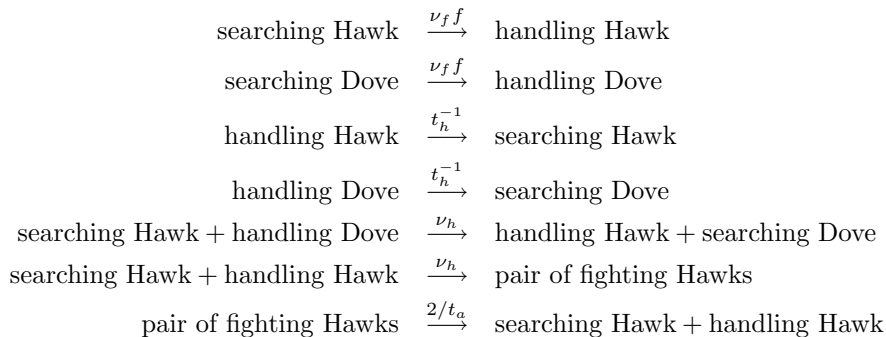 searching Hawk \xrightarrow{\nu_f f} handling Hawk
searching Dove \xrightarrow{\nu_f f} handling Dove
handling Hawk \xrightarrow{t_h^{-1}} searching Hawk
handling Dove \xrightarrow{t_h^{-1}} searching Dove
searching Hawk + handling Dove \xrightarrow{\nu_h} handling Hawk + searching Dove
searching Hawk + handling Hawk \xrightarrow{\nu_h} pair of fighting Hawks
pair of fighting Hawks \xrightarrow{2/t_a} searching Hawk + handling Hawk